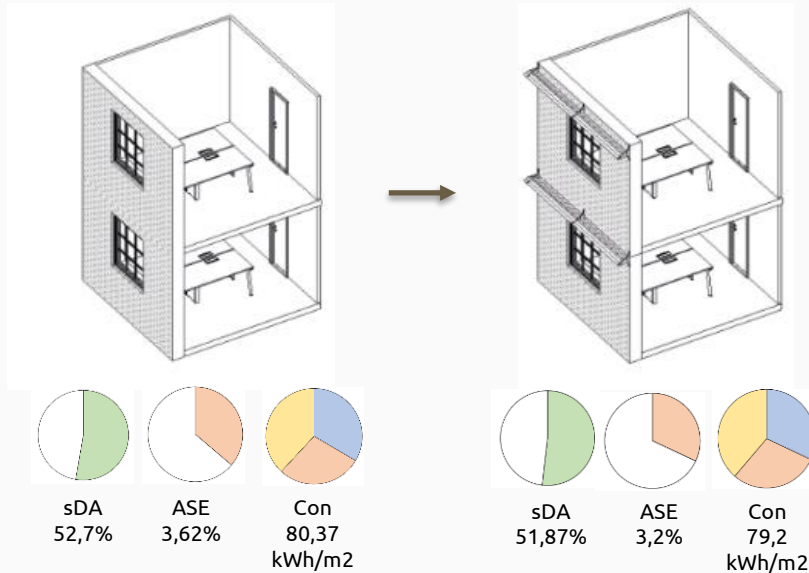 sDA
52,7%
ASE
3,62%
Con
80,37
kWh/m2
sDA
51,87%
ASE
3,2%
Con
79,2
kWh/m2